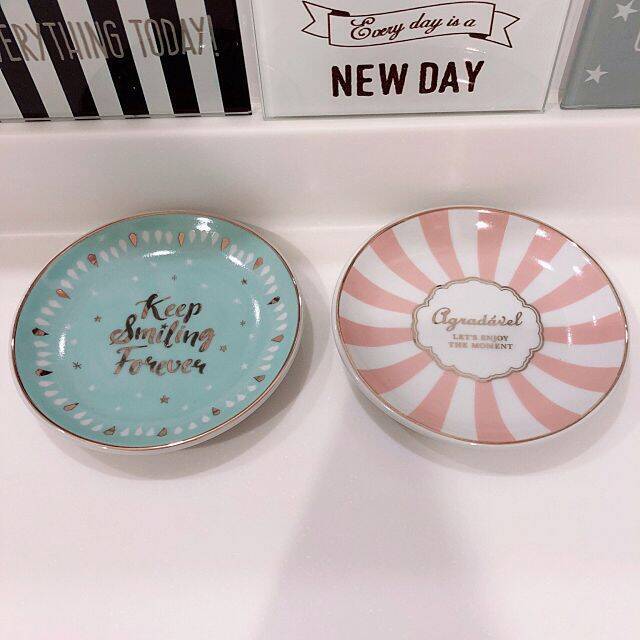 EVERYTHING TODAY!
Every day is a
NEW DAY
Keep
Smiling
Forever
Agradável
LET'S ENJOY
THE MOMENT